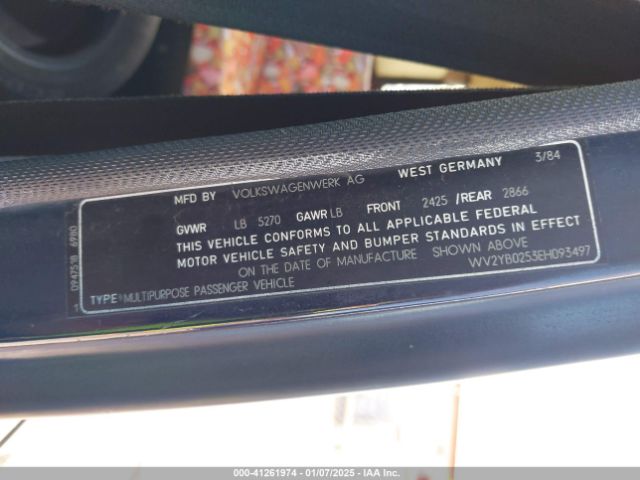 MFD BY VOLKSWAGENWERK AG WEST GERMANY 3/84
GVWR LB 5270 GAWR LB FRONT 2425 /REAR 2866
THIS VEHICLE CONFORMS TO ALL APPLICABLE FEDERAL
MOTOR VEHICLE SAFETY AND BUMPER STANDARDS IN EFFECT
ON THE DATE OF MANUFACTURE SHOWN ABOVE
WV2YB0253EH093497
TYPE: MULTIPURPOSE PASSENGER VEHICLE
000-41261974 - 01/07/2025 - IAA Inc.